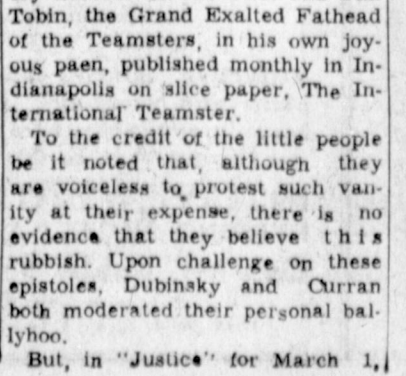 Tobin, the Grand Exalted Fathead
of the Teamsters, in his own joy-
ous paen, published monthly in In-
dianapolis on slice paper, The In-
ternational Teamster.
To the credit of the little people
be it noted that, although they
are voiceless to protest such van-
ity at their expense, there is no
evidence that they believe this
rubbish. Upon challenge on these
epistoles, Dubinsky and Curran
both moderated their personal bal-
lyhoo.
But, in "Justice" for March 1,